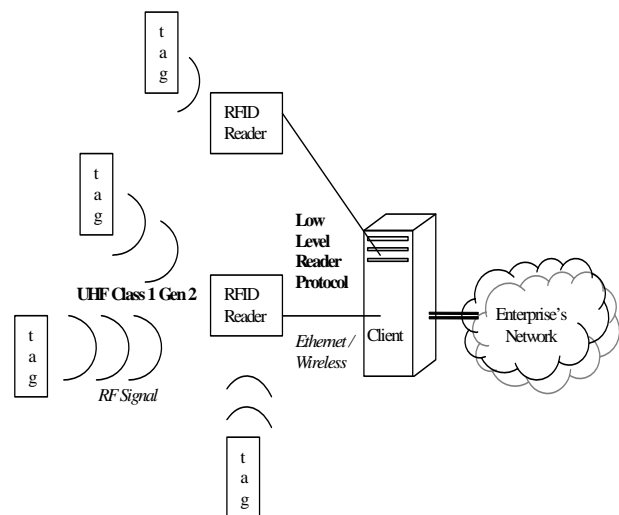 t
a
g
RFID
Reader
t
a
g
Low
Level
Reader
Protocol
UHF Class 1 Gen 2
RFID
Reader
Ethernet /
Wireless
Client
Enterprise's
Network
t
a
g
RF Signal
t
a
g